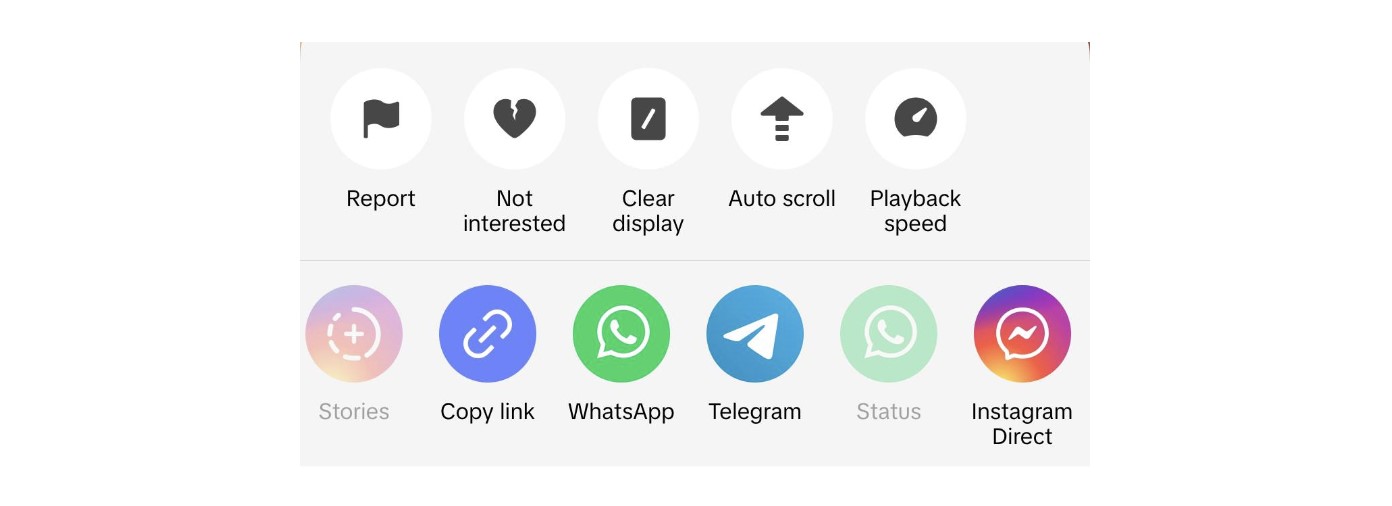 Report
Not
interested
Clear
display
Auto scroll
Playback
speed
Stories
Copy link
WhatsApp
Telegram
Status
Instagram
Direct